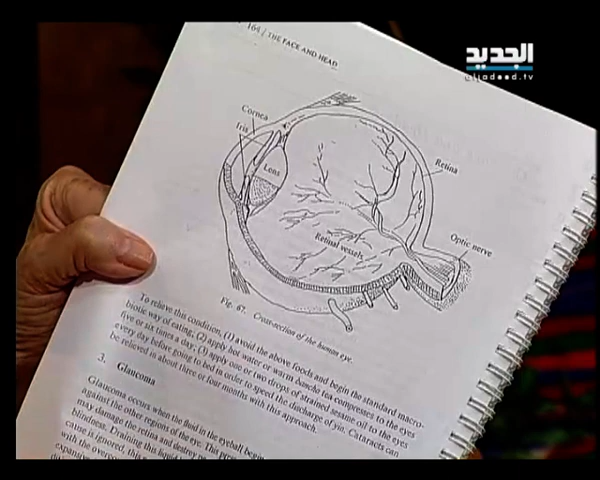 الجديد
aljadeed.tv
164 / THE FACE AND HEAD
Cornea
Iris
Lens
Retina
Retinal vessels
Optic nerve
Fig. 67. Cross-section of the human eye.
To relieve this condition, (1) avoid the above foods and begin the standard macro-
biotic way of eating; (2) apply hot water or warm bancha tea compresses to the eyes
five or six times a day; (3) apply one or two drops of strained sesame oil to the eyes
every day before going to bed in order to speed the discharge of yin. Cataracts can
be relieved in about three or four months with this approach.
3. Glaucoma
Glaucoma occurs when the fluid in the eyeball
against the other regions of the eye. This
may damage the retina and destroy
blindness. Draining this liquid
cause is ignored, this
with the
expansive